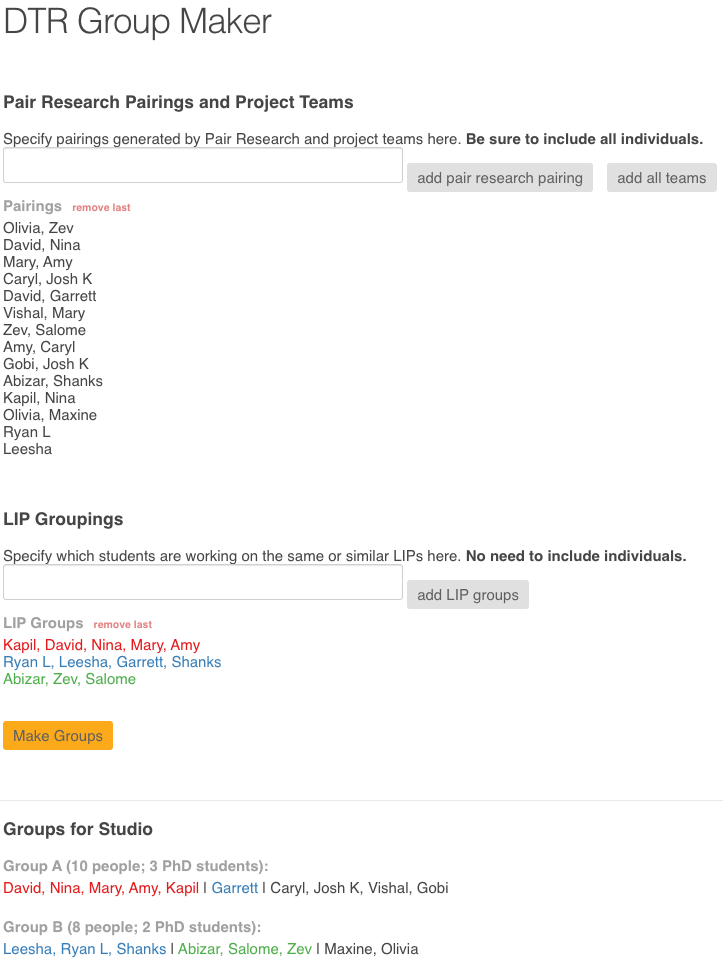 DTR Group Maker
Pair Research Pairings and Project Teams
Specify pairings generated by Pair Research and project teams here. Be sure to include all individuals.
add pair research pairing add all teams
Pairings remove last
Olivia, Zev
David, Nina
Mary, Amy
Caryl, Josh K
David, Garrett
Vishal, Mary
Zev, Salome
Amy, Caryl
Gobi, Josh K
Abizar, Shanks
Kapil, Nina
Olivia, Maxine
Ryan L
Leesha
LIP Groupings
Specify which students are working on the same or similar LIPs here. No need to include individuals.
add LIP groups
LIP Groups remove last
Kapil, David, Nina, Mary, Amy
Ryan L, Leesha, Garrett, Shanks
Abizar, Zev, Salome
Make Groups
Groups for Studio
Group A (10 people; 3 PhD students):
David, Nina, Mary, Amy, Kapil | Garrett | Caryl, Josh K, Vishal, Gobi
Group B (8 people; 2 PhD students):
Leesha, Ryan L, Shanks | Abizar, Salome, Zev | Maxine, Olivia